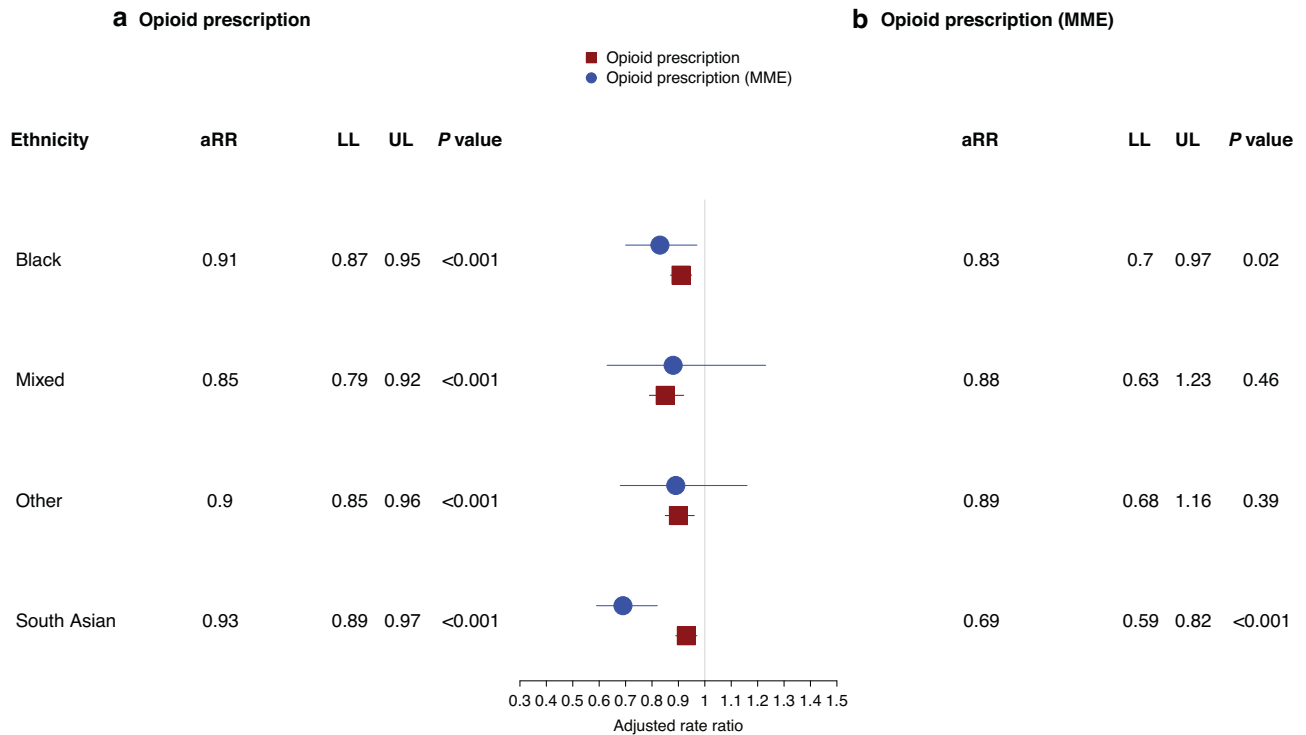 a Opioid prescription
b Opioid prescription (MME)
Opioid prescription
Opioid prescription (MME)
Ethnicity aRR LL UL P value aRR LL UL P value
Black 0.91 0.87 0.95 <0.001 0.83 0.7 0.97 0.02
Mixed 0.85 0.79 0.92 <0.001 0.88 0.63 1.23 0.46
Other 0.9 0.85 0.96 <0.001 0.89 0.68 1.16 0.39
South Asian 0.93 0.89 0.97 <0.001 0.69 0.59 0.82 <0.001
0.3 0.4 0.5 0.6 0.7 0.8 0.9 1 1.1 1.2 1.3 1.4 1.5
Adjusted rate ratio